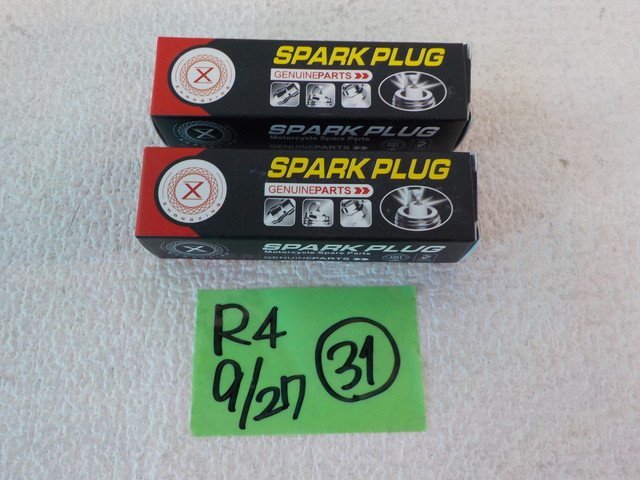 SPARK PLUG
GENUINEPARTS
X
SPARK PLUG
Motorcycle Spare Parts
GENUINEPARTS
SPARK PLUG
GENUINEPARTS
X
SPARK PLUG
Motorcycle Spare Parts
GENUINEPARTS
R4
9/27
31